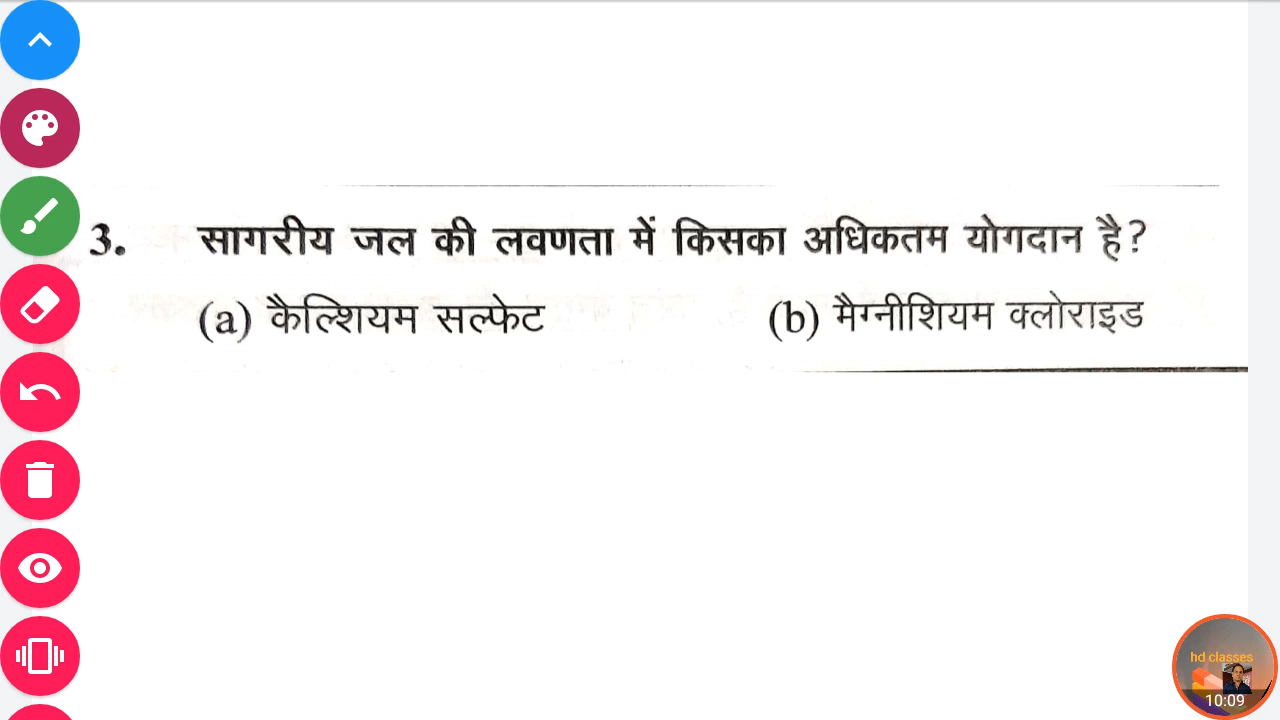 3. सागरीय जल की लवणता में किसका अधिकतम योगदान है?
(a) कैल्शियम सल्फेट (b) मैग्नीशियम क्लोराइड
hd classes
10:09